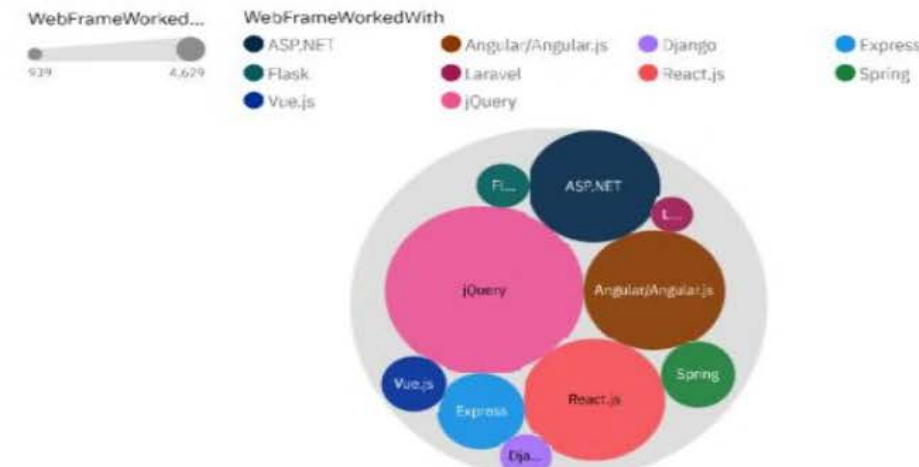 WebFrameWorked... WebFrameWorkedWith
939 4,629
ASP.NET Angular/Angular.js Django Express
Flask Laravel React.js Spring
Vue.js jQuery
Fl... ASP.NET
L...
jQuery Angular/Angular.js
Vue.js Spring
Express React.js
Dja...